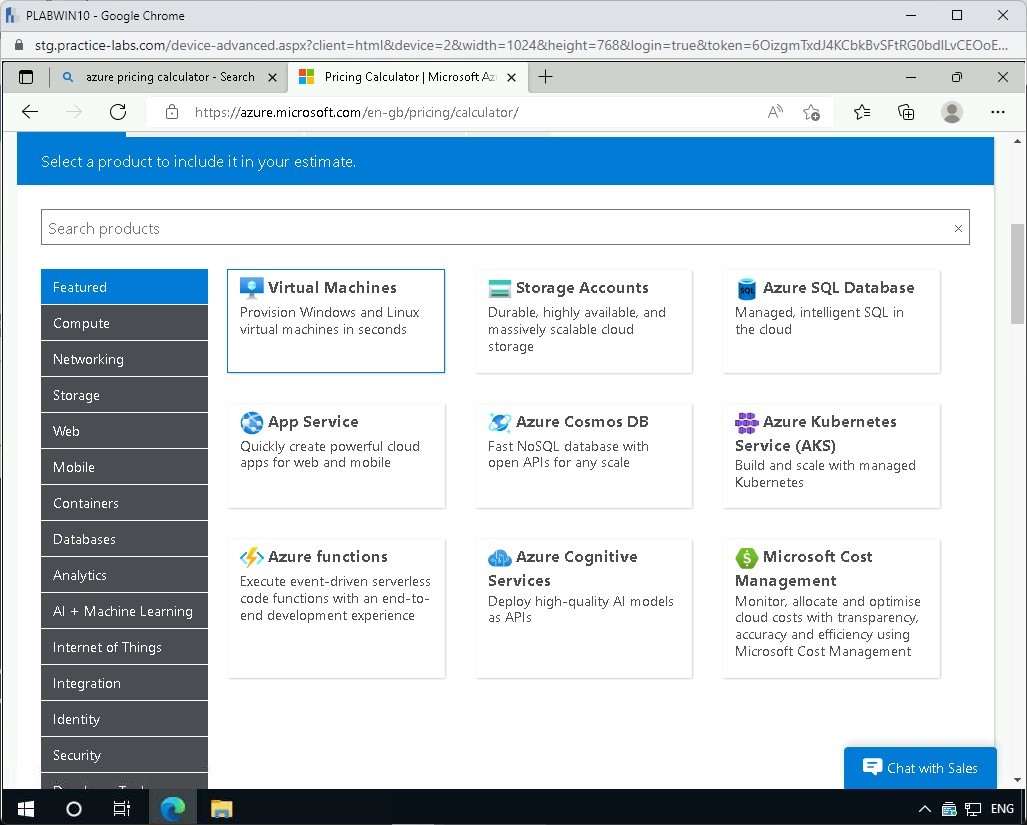 PLABWIN10 - Google Chrome
stg.practice-labs.com/device-advanced.aspx?client=html&device=2&width=1024&height=768&login=true&token=6OizgmTxdJ4KCbkBvSFtRG0bdILvCEOoE...
azure pricing calculator - Search
Pricing Calculator | Microsoft Az
https://azure.microsoft.com/en-gb/pricing/calculator/
Select a product to include it in your estimate.
Search products
Featured
Compute
Networking
Storage
Web
Mobile
Containers
Databases
Analytics
AI + Machine Learning
Internet of Things
Integration
Identity
Security
Virtual Machines
Provision Windows and Linux
virtual machines in seconds
Storage Accounts
Durable, highly available, and
massively scalable cloud
storage
SQL
Azure SQL Database
Managed, intelligent SQL in
the cloud
App Service
Quickly create powerful cloud
apps for web and mobile
Azure Cosmos DB
Fast NoSQL database with
open APIs for any scale
Azure Kubernetes
Service (AKS)
Build and scale with managed
Kubernetes
Azure functions
Execute event-driven serverless
code functions with an end-to-
end development experience
Azure Cognitive
Services
Deploy high-quality AI models
as APIs
Microsoft Cost
Management
Monitor, allocate and optimise
cloud costs with transparency,
accuracy and efficiency using
Microsoft Cost Management
Chat with Sales
ENG